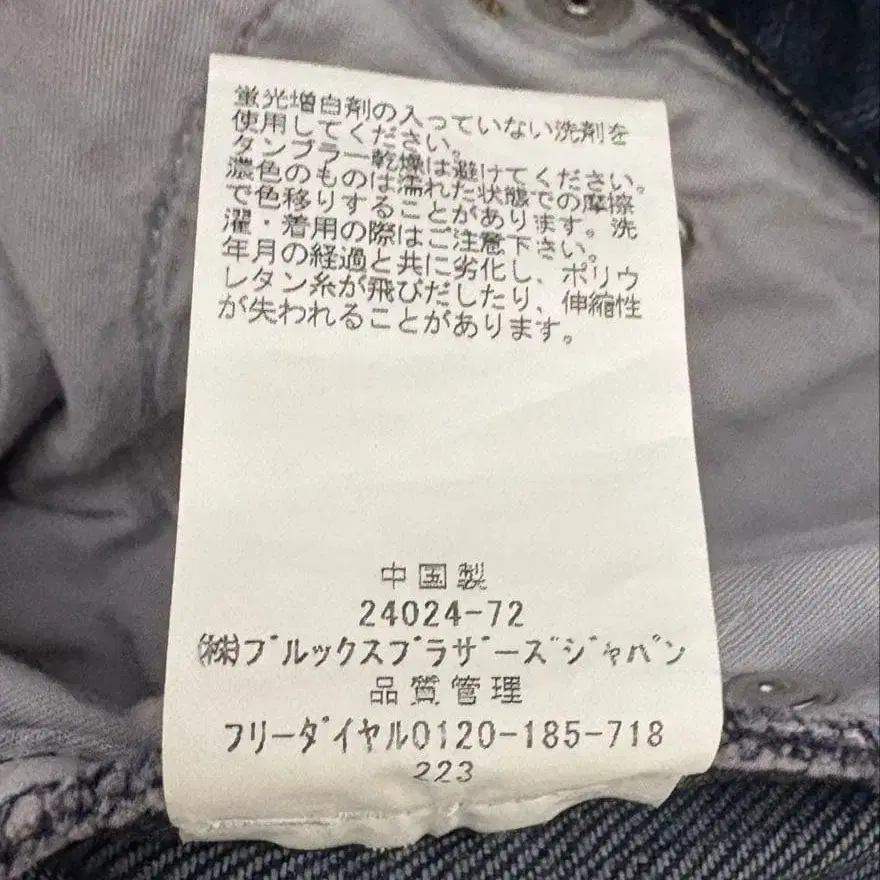 蛍光増白剤の入っていない洗剤を
使用してください。
タンブラー乾燥は避けてください。
濃色のものは濡れた状態での摩擦
で色移りすることがあります。洗
濯・着用の際はご注意下さい。
年月の経過と共に劣化し、ポリウ
レタン糸が飛びだしたり、伸縮性
が失われることがあります。
中国製
24024-72
㈱ブルックスブラザーズジャパン
品質管理
フリーダイヤル0120-185-718
223